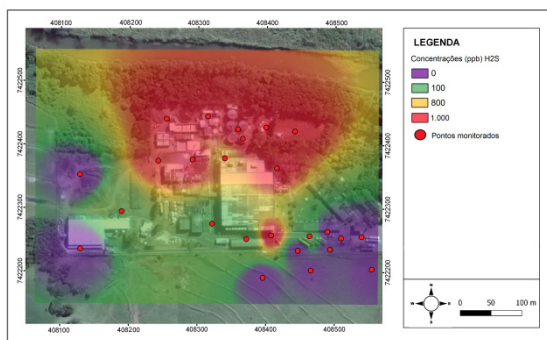 408100 408200 408300 408400 408500
7422500
7422400
7422300
7422200
7422500
7422400
7422300
7422200
408100 408200 408300 408400 408500
LEGENDA
Concentrações (ppb) H2S
0
100
800
1.000
Pontos monitorados
N
W E
S
0 50 100 m